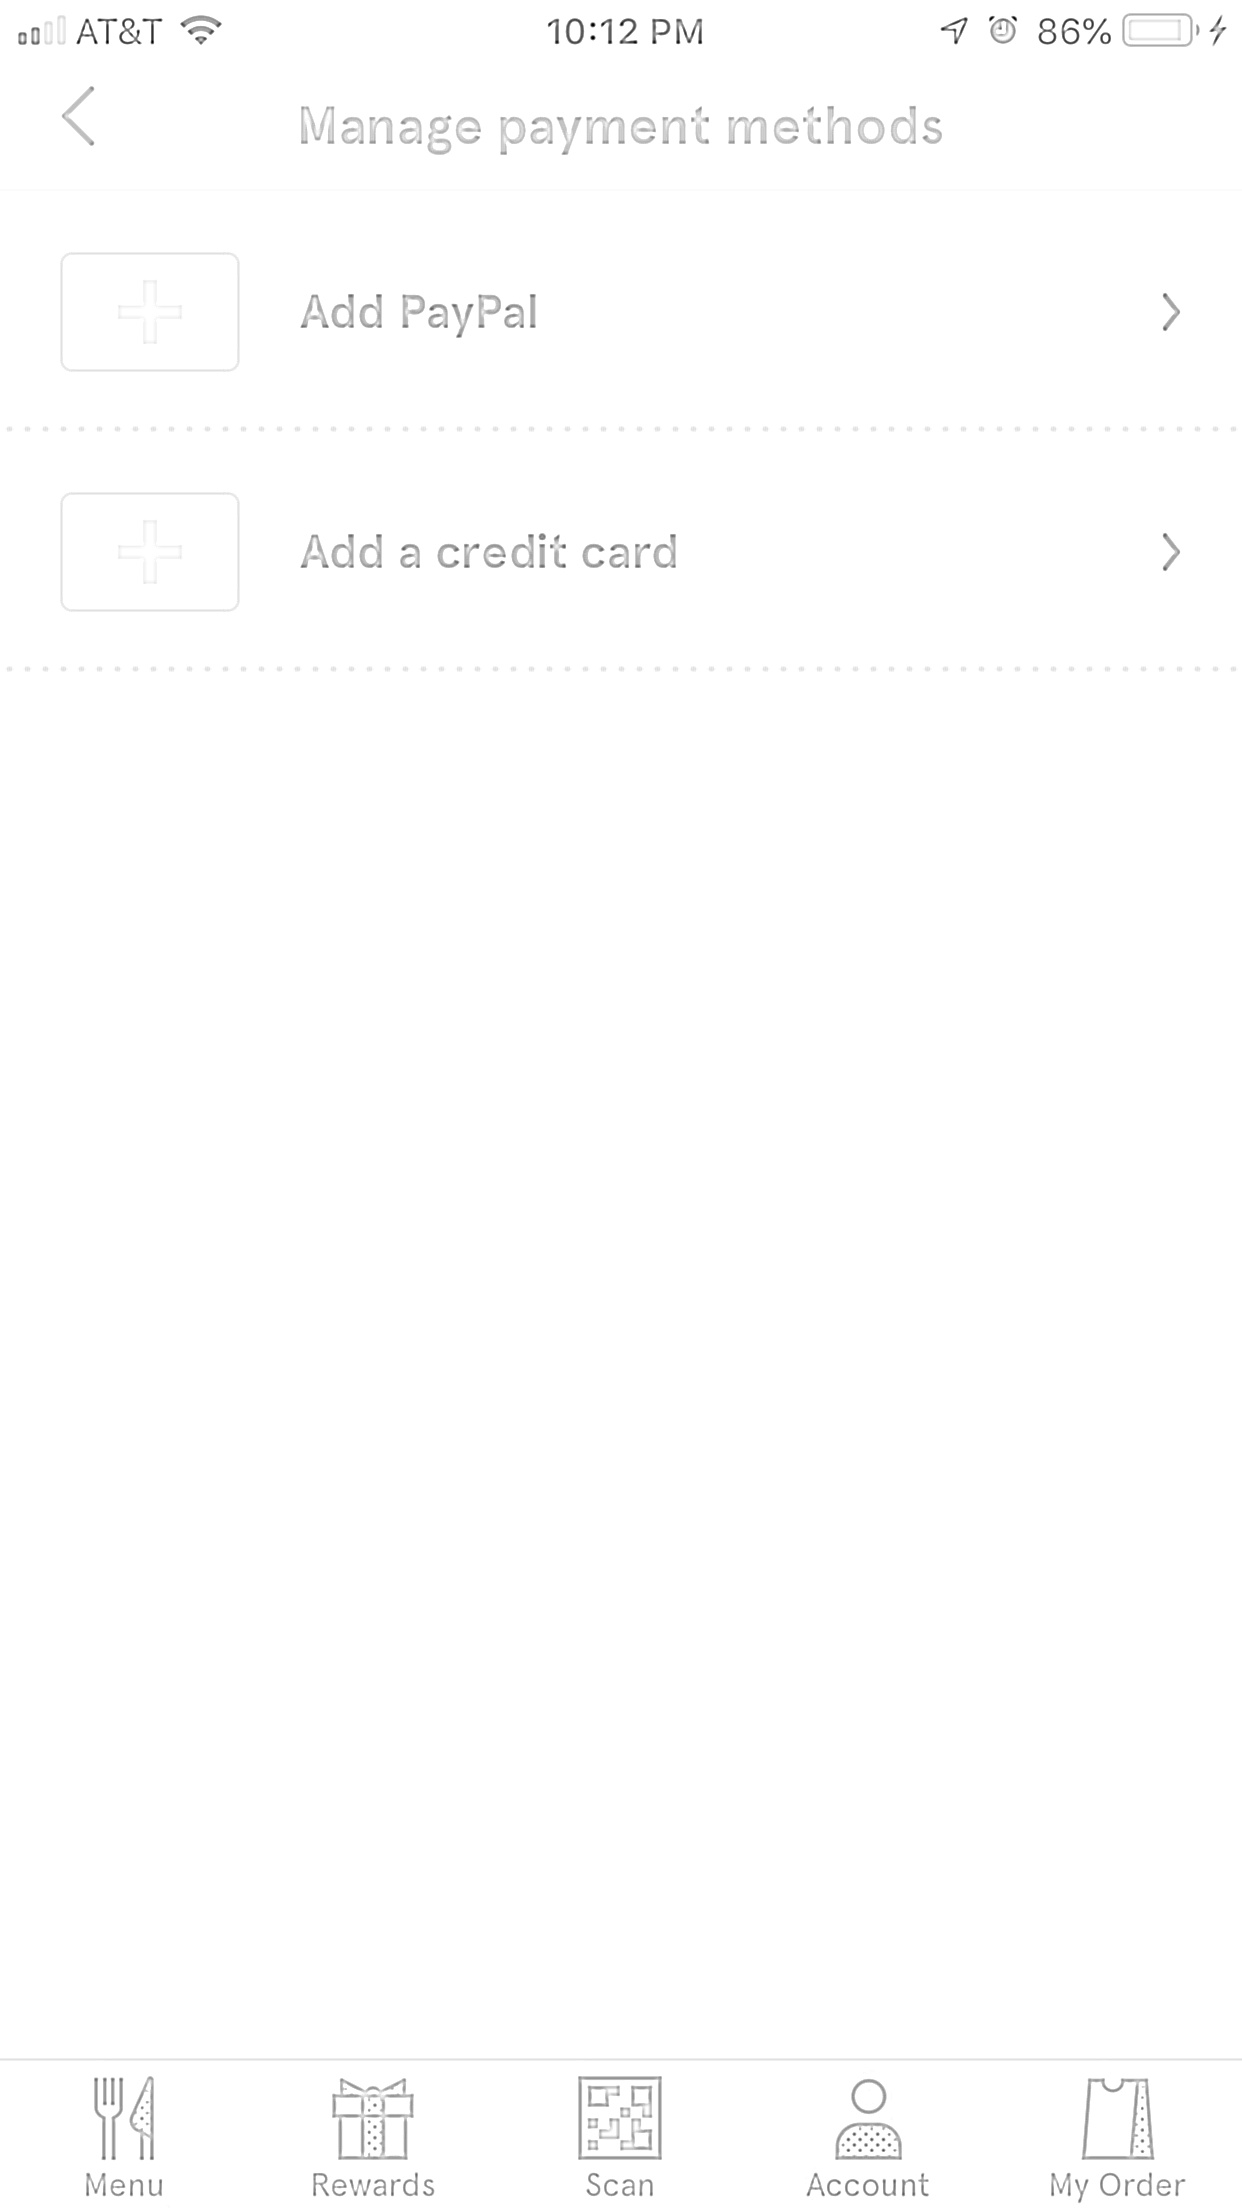 AT&T 10:12 PM 86%
Manage payment methods
Add PayPal
Add a credit card
Menu Rewards Scan Account My Order